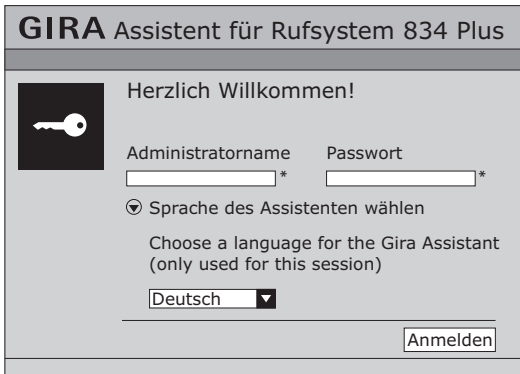 GIRA Assistent für Rufsystem 834 Plus
Herzlich Willkommen!
Administratorname Passwort
* *
Sprache des Assistenten wählen
Choose a language for the Gira Assistant
(only used for this session)
Deutsch
Anmelden